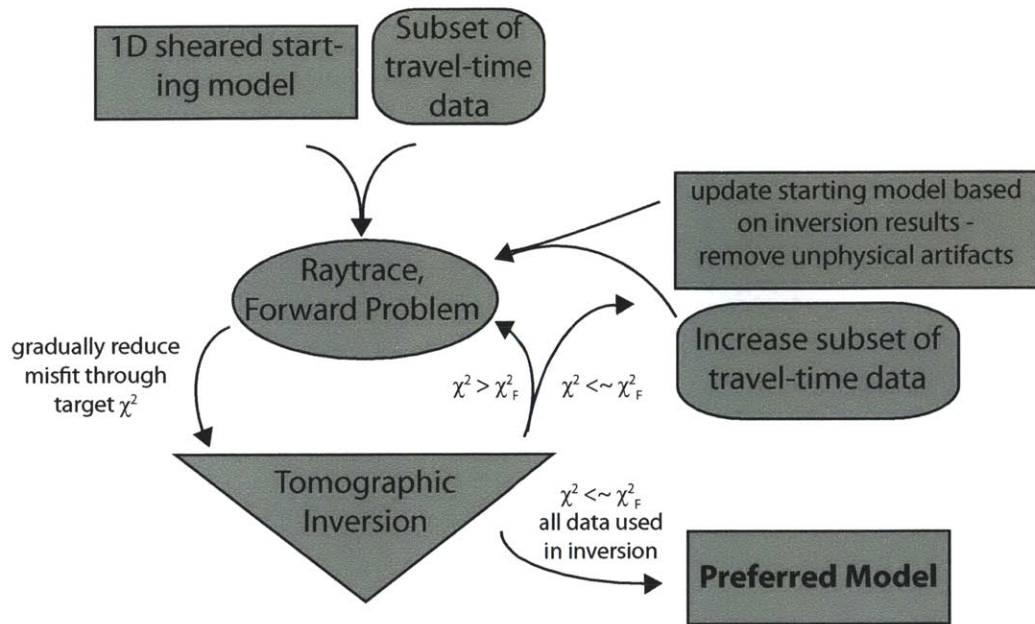 1D sheared start-
ing model
Subset of
travel-time
data
update starting model based
on inversion results -
remove unphysical artifacts
Raytrace,
Forward Problem
Increase subset of
travel-time data
gradually reduce
misfit through
target χ²
χ² > χ²F
χ² <~ χ²F
Tomographic
Inversion
χ² <~ χ²F
all data used
in inversion
Preferred Model